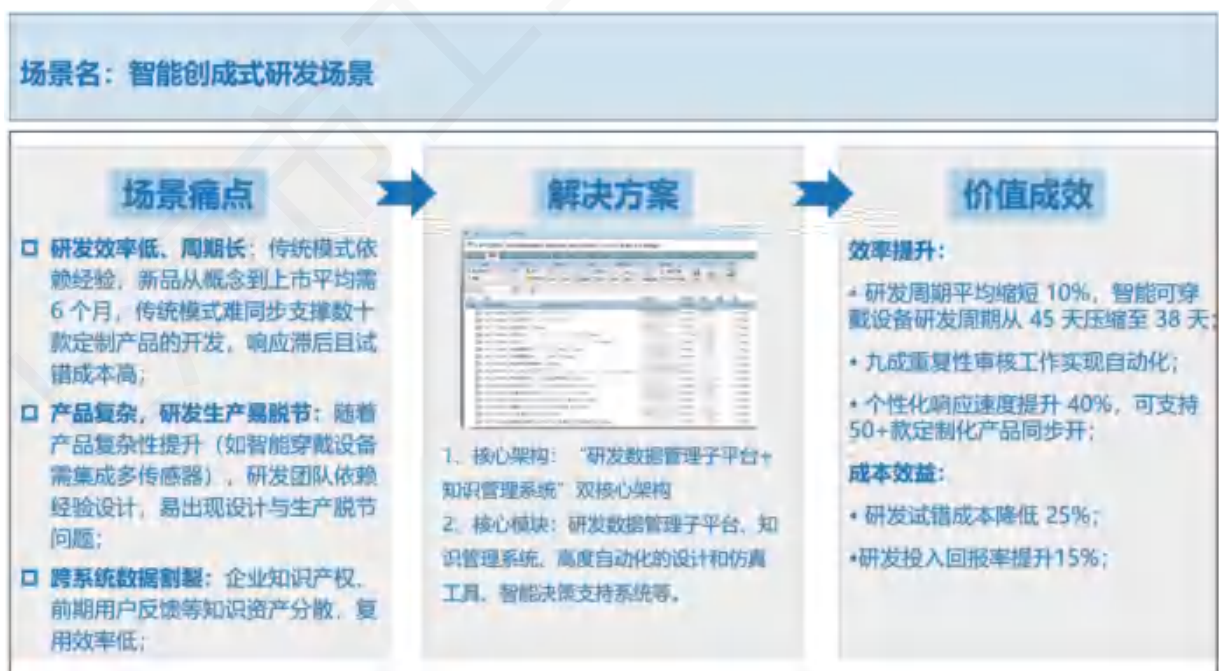 场景名：智能创成式研发场景
场景痛点
研发效率低、周期长：传统模式依
赖经验，新品从概念到上市平均需
6 个月，传统模式难同步支撑数十
款定制产品的开发，响应滞后且试
错成本高；
产品复杂，研发生产易脱节：随着
产品复杂性提升（如智能穿戴设备
需集成多传感器），研发团队依赖
经验设计，易出现设计与生产脱节
问题；
跨系统数据割裂：企业知识产权、
前期用户反馈等知识资产分散，复
用效率低；
解决方案
1、核心架构：“研发数据管理子平台+
知识管理系统”双核心架构
2、核心模块：研发数据管理子平台、知
识管理系统、高度自动化的设计和仿真
工具、智能决策支持系统等。
价值成效
效率提升：
• 研发周期平均缩短 10%，智能可穿
戴设备研发周期从 45 天压缩至 38 天；
• 九成重复性审核工作实现自动化；
• 个性化响应速度提升 40%，可支持
50+款定制化产品同步开；
成本效益：
• 研发试错成本降低 25%；
•研发投入回报率提升15%；